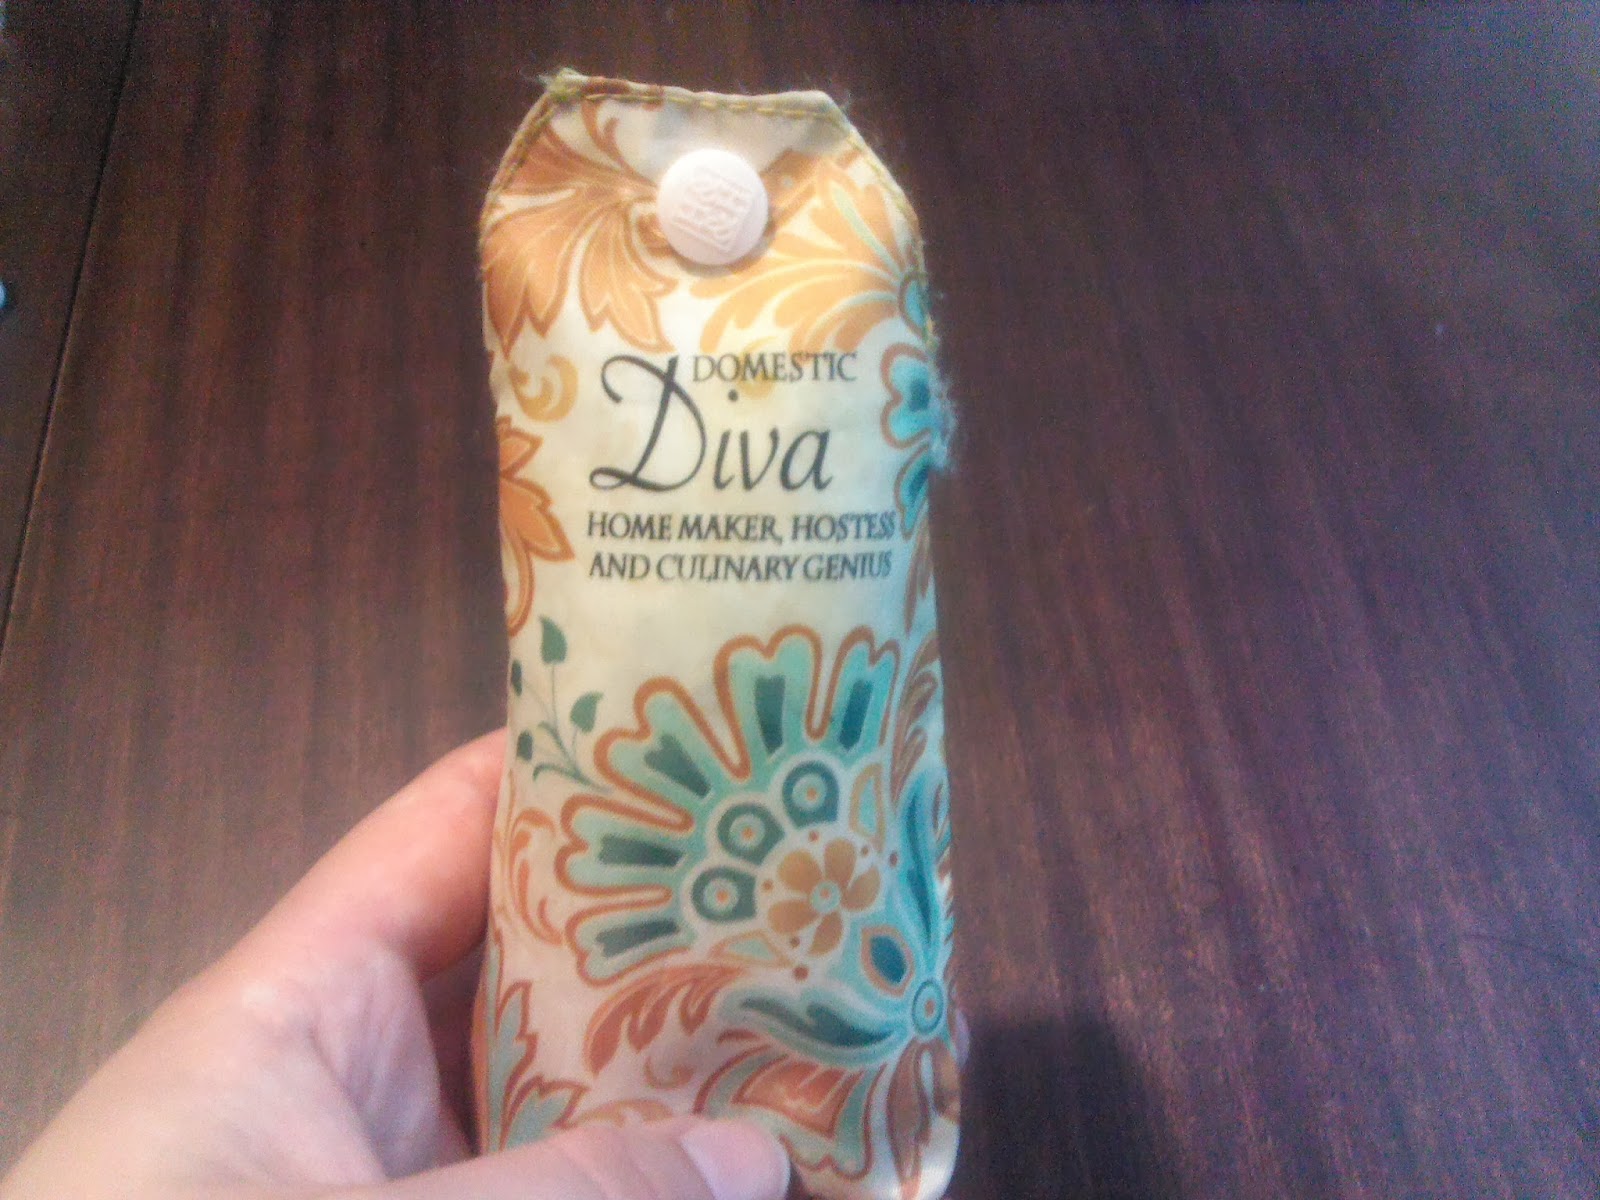 DOMESTIC
Diva
HOME MAKER, HOSTESS
AND CULINARY GENIUS